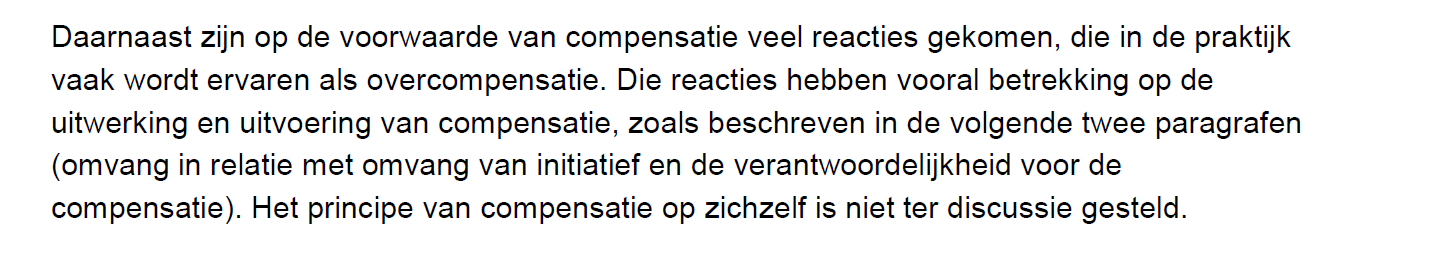 Daarnaast zijn op de voorwaarde van compensatie veel reacties gekomen, die in de praktijk
vaak wordt ervaren als overcompensatie. Die reacties hebben vooral betrekking op de
uitwerking en uitvoering van compensatie, zoals beschreven in de volgende twee paragrafen
(omvang in relatie met omvang van initiatief en de verantwoordelijkheid voor de
compensatie). Het principe van compensatie op zichzelf is niet ter discussie gesteld.